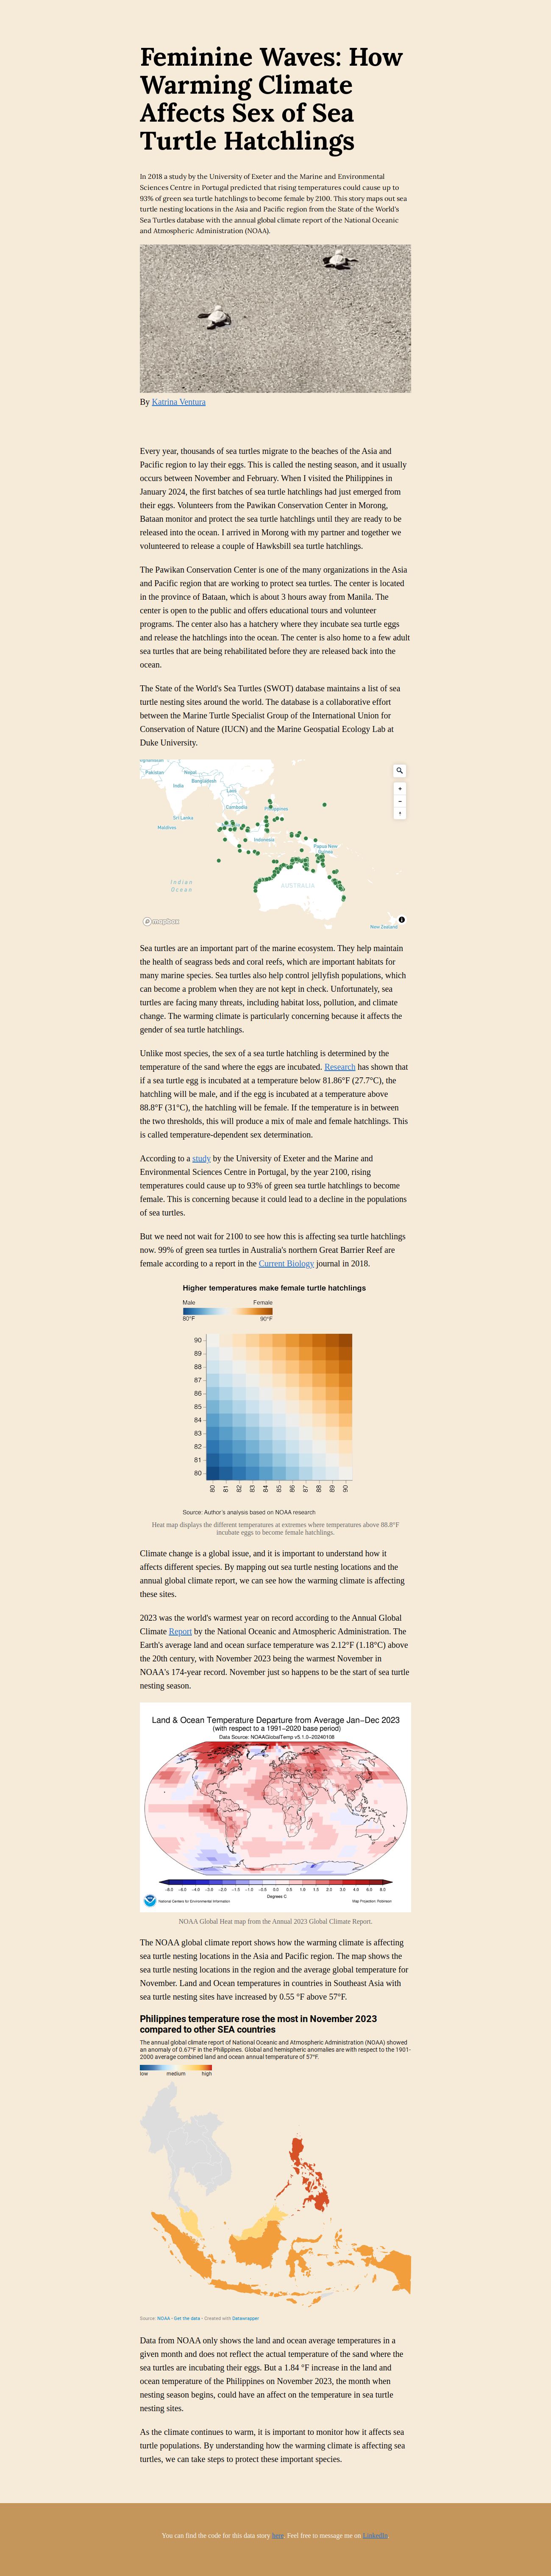 Feminine Waves: How
Warming Climate
Affects Sex of Sea
Turtle Hatchlings
In 2018 a study by the University of Exeter and the Marine and Environmental
Sciences Centre in Portugal predicted that rising temperatures could cause up to
93% of green sea turtle hatchlings to become female by 2100. This story maps out sea
turtle nesting locations in the Asia and Pacific region from the State of the World's
Sea Turtles database with the annual global climate report of the National Oceanic
and Atmospheric Administration (NOAA).
By Katrina Ventura
Every year, thousands of sea turtles migrate to the beaches of the Asia and
Pacific region to lay their eggs. This is called the nesting season, and it usually
occurs between November and February. When I visited the Philippines in
January 2024, the first batches of sea turtle hatchlings had just emerged from
their eggs. Volunteers from the Pawikan Conservation Center in Morong,
Bataan monitor and protect the sea turtle hatchlings until they are ready to be
released into the ocean. I arrived in Morong with my partner and together we
volunteered to release a couple of Hawksbill sea turtle hatchlings.
The Pawikan Conservation Center is one of the many organizations in the Asia
and Pacific region that are working to protect sea turtles. The center is located
in the province of Bataan, which is about 3 hours away from Manila. The
center is open to the public and offers educational tours and volunteer
programs. The center also has a hatchery where they incubate sea turtle eggs
and release the hatchlings into the ocean. The center is also home to a few adult
sea turtles that are being rehabilitated before they are released back into the
ocean.
The State of the World's Sea Turtles (SWOT) database maintains a list of sea
turtle nesting sites around the world. The database is a collaborative effort
between the Marine Turtle Specialist Group of the International Union for
Conservation of Nature (IUCN) and the Marine Geospatial Ecology Lab at
Duke University.
Pakistan
Nepal
Bangladesh
India
Laos
Cambodia
Philippines
Sri Lanka
Maldives
Indonesia
Papua New
Guinea
Indian
Ocean
AUSTRALIA
mapbox
New Zealand
Sea turtles are an important part of the marine ecosystem. They help maintain
the health of seagrass beds and coral reefs, which are important habitats for
many marine species. Sea turtles also help control jellyfish populations, which
can become a problem when they are not kept in check. Unfortunately, sea
turtles are facing many threats, including habitat loss, pollution, and climate
change. The warming climate is particularly concerning because it affects the
gender of sea turtle hatchlings.
Unlike most species, the sex of a sea turtle hatchling is determined by the
temperature of the sand where the eggs are incubated. Research has shown that
if a sea turtle egg is incubated at a temperature below 81.86°F (27.7°C), the
hatchling will be male, and if the egg is incubated at a temperature above
88.8°F (31°C), the hatchling will be female. If the temperature is in between
the two thresholds, this will produce a mix of male and female hatchlings. This
is called temperature-dependent sex determination.
According to a study by the University of Exeter and the Marine and
Environmental Sciences Centre in Portugal, by the year 2100, rising
temperatures could cause up to 93% of green sea turtle hatchlings to become
female. This is concerning because it could lead to a decline in the populations
of sea turtles.
But we need not wait for 2100 to see how this is affecting sea turtle hatchlings
now. 99% of green sea turtles in Australia's northern Great Barrier Reef are
female according to a report in the Current Biology journal in 2018.
Higher temperatures make female turtle hatchlings
Male Female
80°F 90°F
90
89
88
87
86
85
84
83
82
81
80
80 81 82 83 84 85 86 87 88 89 90
Source: Author's analysis based on NOAA research
Heat map displays the different temperatures at extremes where temperatures above 88.8°F
incubate eggs to become female hatchlings.
Climate change is a global issue, and it is important to understand how it
affects different species. By mapping out sea turtle nesting locations and the
annual global climate report, we can see how the warming climate is affecting
these sites.
2023 was the world's warmest year on record according to the Annual Global
Climate Report by the National Oceanic and Atmospheric Administration. The
Earth's average land and ocean surface temperature was 2.12°F (1.18°C) above
the 20th century, with November 2023 being the warmest November in
NOAA's 174-year record. November just so happens to be the start of sea turtle
nesting season.
Land & Ocean Temperature Departure from Average Jan–Dec 2023
(with respect to a 1991–2020 base period)
Data Source: NOAAGlobalTemp v5.1.0–20240108
-8.0 -6.0 -4.0 -3.0 -2.0 -1.5 -1.0 -0.5 0.0 0.5 1.0 1.5 2.0 3.0 4.0 6.0 8.0
Degrees C
National Centers for Environmental Information
Map Projection: Robinson
NOAA Global Heat map from the Annual 2023 Global Climate Report.
The NOAA global climate report shows how the warming climate is affecting
sea turtle nesting locations in the Asia and Pacific region. The map shows the
sea turtle nesting locations in the region and the average global temperature for
November. Land and Ocean temperatures in countries in Southeast Asia with
sea turtle nesting sites have increased by 0.55 °F above 57°F.
Philippines temperature rose the most in November 2023
compared to other SEA countries
The annual global climate report of National Oceanic and Atmospheric Administration (NOAA) showed
an anomaly of 0.67°F in the Philippines. Global and hemispheric anomalies are with respect to the 1901-
2000 average combined land and ocean annual temperature of 57°F.
low medium high
Source: NOAA · Get the data · Created with Datawrapper
Data from NOAA only shows the land and ocean average temperatures in a
given month and does not reflect the actual temperature of the sand where the
sea turtles are incubating their eggs. But a 1.84 °F increase in the land and
ocean temperature of the Philippines on November 2023, the month when
nesting season begins, could have an affect on the temperature in sea turtle
nesting sites.
As the climate continues to warm, it is important to monitor how it affects sea
turtle populations. By understanding how the warming climate is affecting sea
turtles, we can take steps to protect these important species.
You can find the code for this data story here. Feel free to message me on LinkedIn.